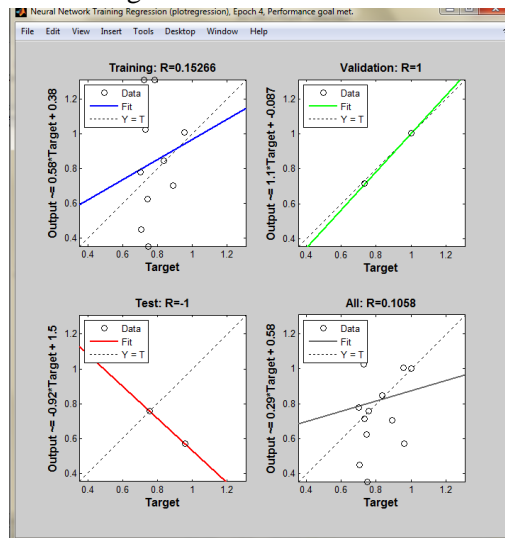 Neural Network Training Regression (plotregression), Epoch 4, Performance goal met.
File Edit View Insert Tools Desktop Window Help
Training: R=0.15266
Output ~= 0.58*Target + 0.38
Data
Fit
Y = T
1.2
1
0.8
0.6
0.4
0.4 0.6 0.8 1 1.2
Target
Validation: R=1
Output ~= 1.1*Target + -0.087
Data
Fit
Y = T
1.2
1
0.8
0.6
0.4
0.4 0.6 0.8 1 1.2
Target
Test: R=-1
Output ~= -0.92*Target + 1.5
Data
Fit
Y = T
1.2
1
0.8
0.6
0.4
0.4 0.6 0.8 1 1.2
Target
All: R=0.1058
Output ~= 0.29*Target + 0.58
Data
Fit
Y = T
1.2
1
0.8
0.6
0.4
0.4 0.6 0.8 1 1.2
Target